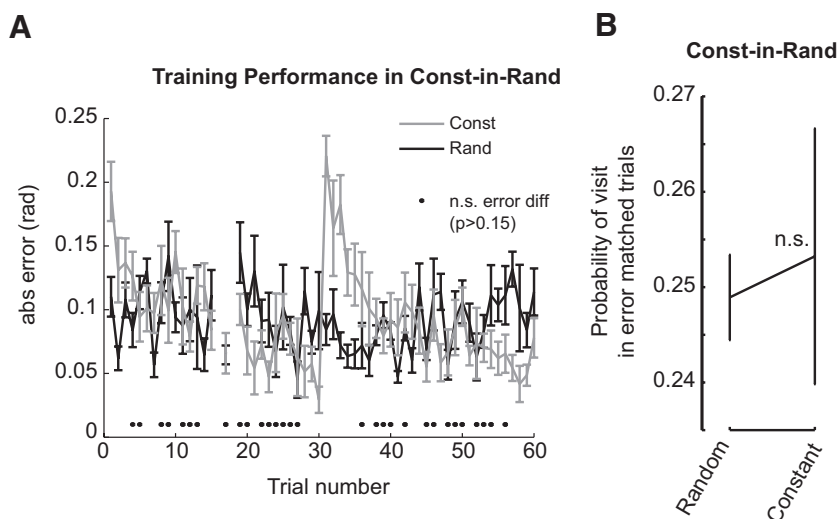 A
Training Performance in Const-in-Rand
0.25
0.2
0.15
0.1
0.05
0
abs error (rad)
Const
Rand
n.s. error diff
(p>0.15)
0 10 20 30 40 50 60
Trial number
B
Const-in-Rand
0.27
0.26
0.25
0.24
Probability of visit
in error matched trials
n.s.
Random
Constant